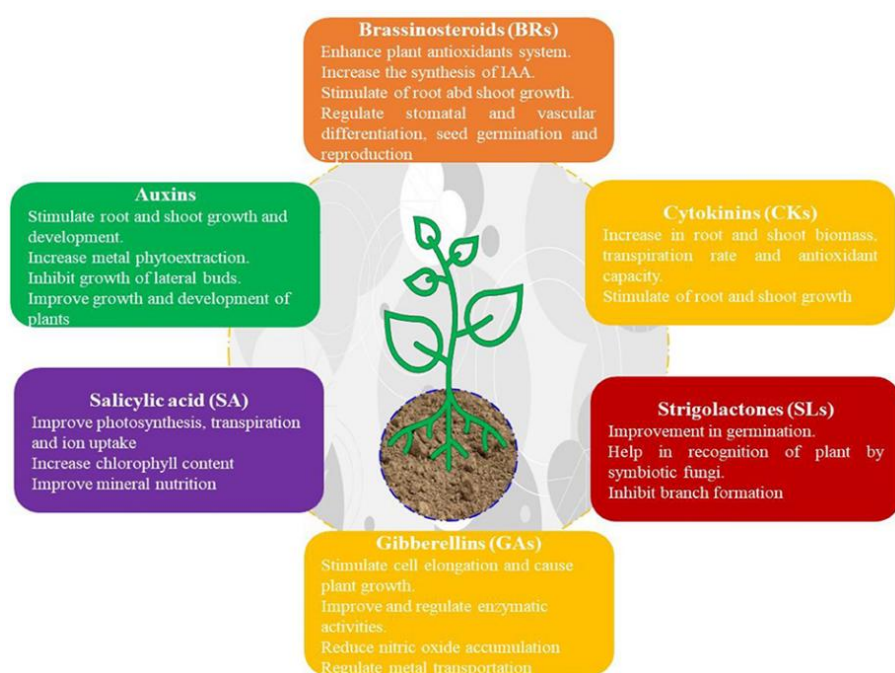 Brassinosteroids (BRs)
Enhance plant antioxidants system.
Increase the synthesis of IAA.
Stimulate of root abd shoot growth.
Regulate stomatal and vascular
differentiation, seed germination and
reproduction
Auxins
Stimulate root and shoot growth and
development.
Increase metal phytoextraction.
Inhibit growth of lateral buds.
Improve growth and development of
plants
Cytokinins (CKs)
Increase in root and shoot biomass,
transpiration rate and antioxidant
capacity.
Stimulate of root and shoot growth
Salicylic acid (SA)
Improve photosynthesis, transpiration
and ion uptake
Increase chlorophyll content
Improve mineral nutrition
Strigolactones (SLs)
Improvement in germination.
Help in recognition of plant by
symbiotic fungi.
Inhibit branch formation
Gibberellins (GAs)
Stimulate cell elongation and cause
plant growth.
Improve and regulate enzymatic
activities.
Reduce nitric oxide accumulation
Regulate metal transportation